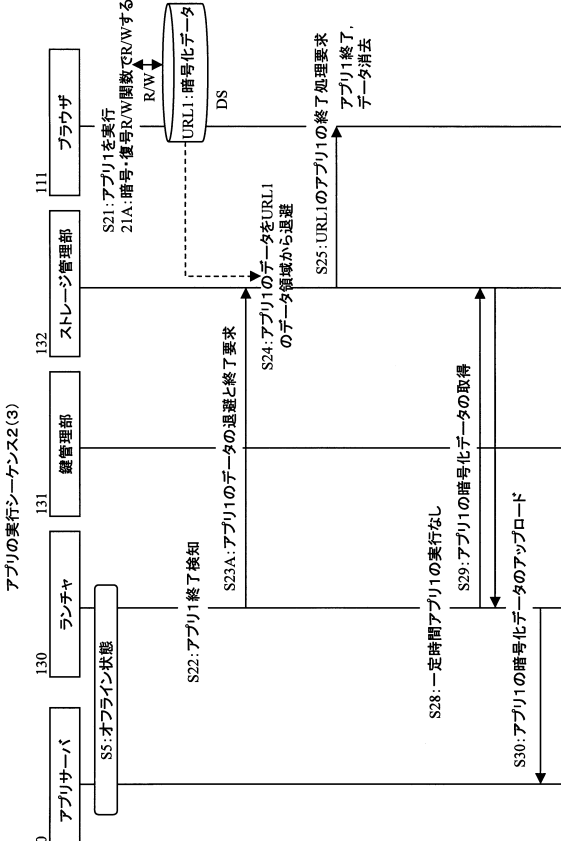 アプリの実行シーケンス2(3)
アプリサーバ
130
ランチャ
131
鍵管理部
132
ストレージ管理部
111
ブラウザ
S5:オフライン状態
S21:アプリ1を実行
21A:暗号・復号R/W関数でR/Wする
R/W
URL1:暗号化データ
DS
S22:アプリ1終了検知
S23A:アプリ1のデータの退避と終了要求
S24:アプリ1のデータをURL1
のデータ領域から退避
S25:URL1のアプリ1の終了処理要求
アプリ1終了,
データ消去
S28:一定時間アプリ1の実行なし
S29:アプリ1の暗号化データの取得
S30:アプリ1の暗号化データのアップロード